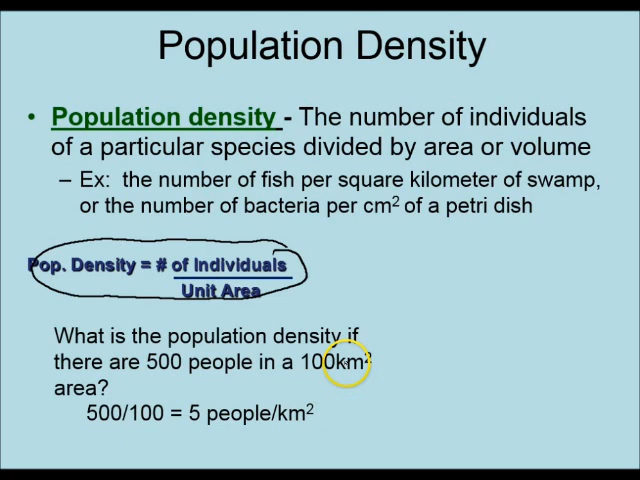 Population Density
• Population density - The number of individuals
of a particular species divided by area or volume
– Ex: the number of fish per square kilometer of swamp,
or the number of bacteria per cm² of a petri dish
Pop. Density = # of Individuals
Unit Area
What is the population density if
there are 500 people in a 100km²
area?
500/100 = 5 people/km²